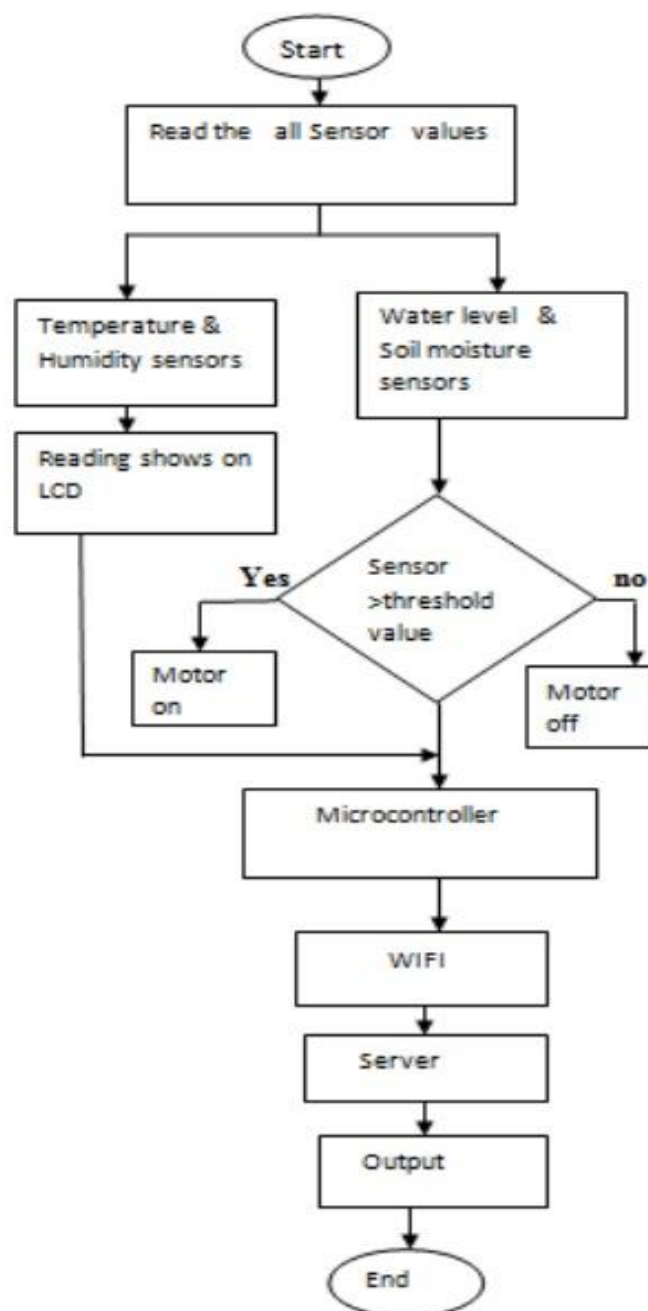 Start
Read the all Sensor values
Temperature &
Humidity sensors
Water level &
Soil moisture
sensors
Reading shows on
LCD
Yes
Sensor
>threshold
value
no
Motor
on
Motor
off
Microcontroller
WIFI
Server
Output
End